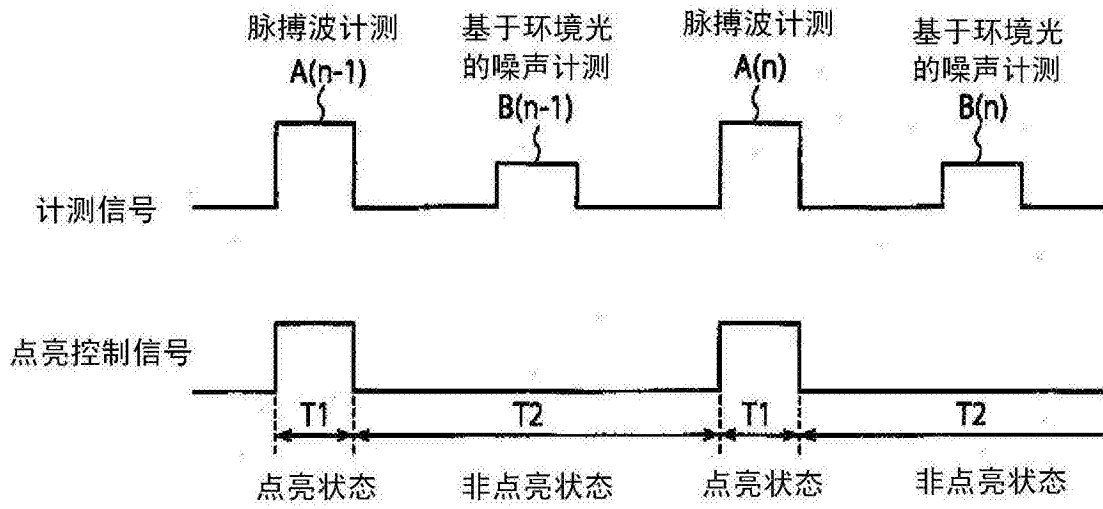 脉搏波计测
A(n-1)
基于环境光
的噪声计测
B(n-1)
脉搏波计测
A(n)
基于环境光
的噪声计测
B(n)
计测信号
点亮控制信号
T1
T2
T1
T2
点亮状态
非点亮状态
点亮状态
非点亮状态